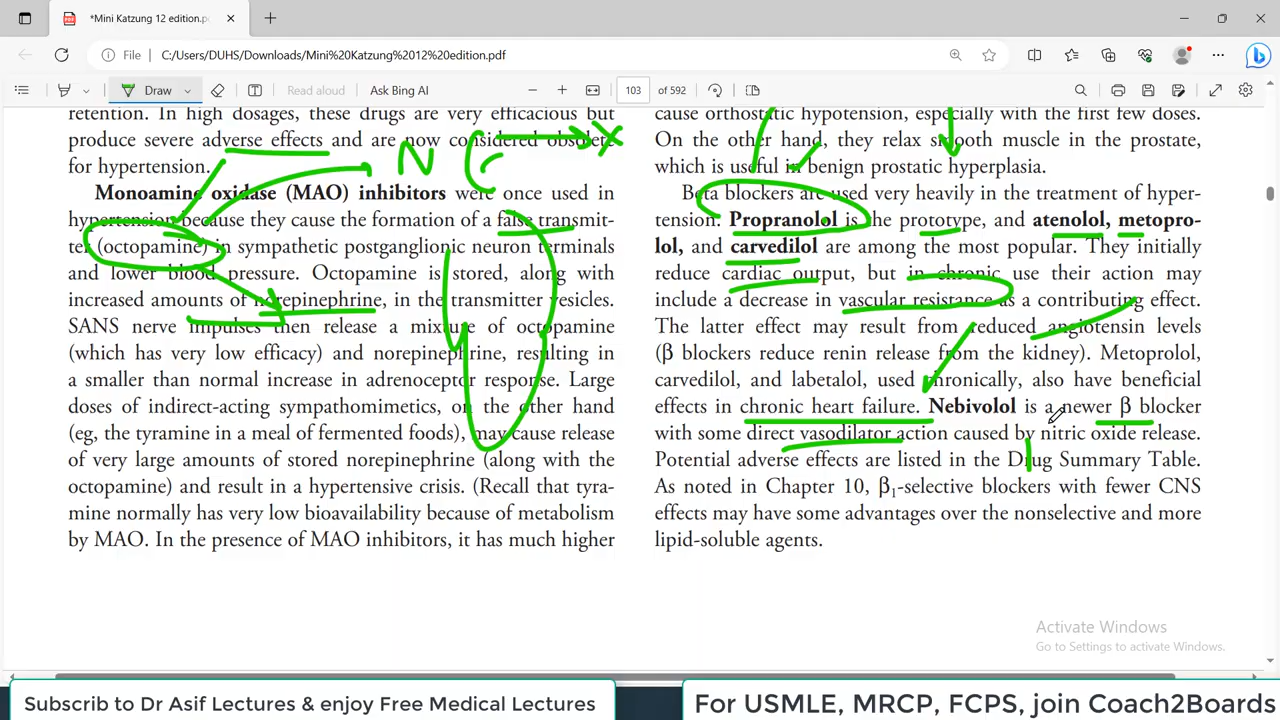 *Mini Katzung 12 edition.p
File
C:/Users/DUHS/Downloads/Mini%20Katzung%2012%20edition.pdf
Draw
Read aloud
Ask Bing AI
103 of 592
retention. In high dosages, these drugs are very efficacious but
produce severe adverse effects and are now considered obsolete
for hypertension.
Monoamine oxidase (MAO) inhibitors were once used in
hypertension because they cause the formation of a false transmit-
ter (octopamine) in sympathetic postganglionic neuron terminals
and lower blood pressure. Octopamine is stored, along with
increased amounts of norepinephrine, in the transmitter vesicles.
SANS nerve impulses then release a mixture of octopamine
(which has very low efficacy) and norepinephrine, resulting in
a smaller than normal increase in adrenoceptor response. Large
doses of indirect-acting sympathomimetics, on the other hand
(eg, the tyramine in a meal of fermented foods), may cause release
of very large amounts of stored norepinephrine (along with the
octopamine) and result in a hypertensive crisis. (Recall that tyra-
mine normally has very low bioavailability because of metabolism
by MAO. In the presence of MAO inhibitors, it has much higher
cause orthostatic hypotension, especially with the first few doses.
On the other hand, they relax smooth muscle in the prostate,
which is useful in benign prostatic hyperplasia.
Beta blockers are used very heavily in the treatment of hyper-
tension. Propranolol is the prototype, and atenolol, metopro-
lol, and carvedilol are among the most popular. They initially
reduce cardiac output, but in chronic use their action may
include a decrease in vascular resistance as a contributing effect.
The latter effect may result from reduced angiotensin levels
(β blockers reduce renin release from the kidney). Metoprolol,
carvedilol, and labetalol, used chronically, also have beneficial
effects in chronic heart failure. Nebivolol is a newer β blocker
with some direct vasodilator action caused by nitric oxide release.
Potential adverse effects are listed in the Drug Summary Table.
As noted in Chapter 10, β₁-selective blockers with fewer CNS
effects may have some advantages over the nonselective and more
lipid-soluble agents.
Activate Windows
Go to Settings to activate Windows.
Subscrib to Dr Asif Lectures & enjoy Free Medical Lectures
For USMLE, MRCP, FCPS, join Coach2Boards